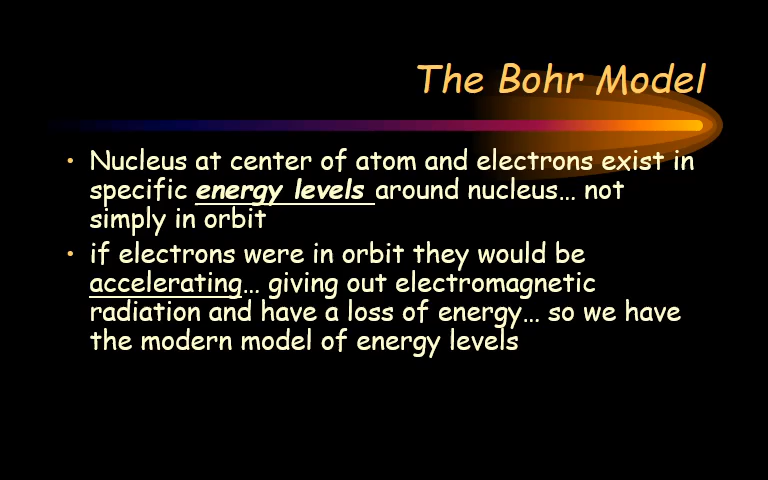 The Bohr Model
• Nucleus at center of atom and electrons exist in
specific energy levels around nucleus… not
simply in orbit
• if electrons were in orbit they would be
accelerating… giving out electromagnetic
radiation and have a loss of energy… so we have
the modern model of energy levels